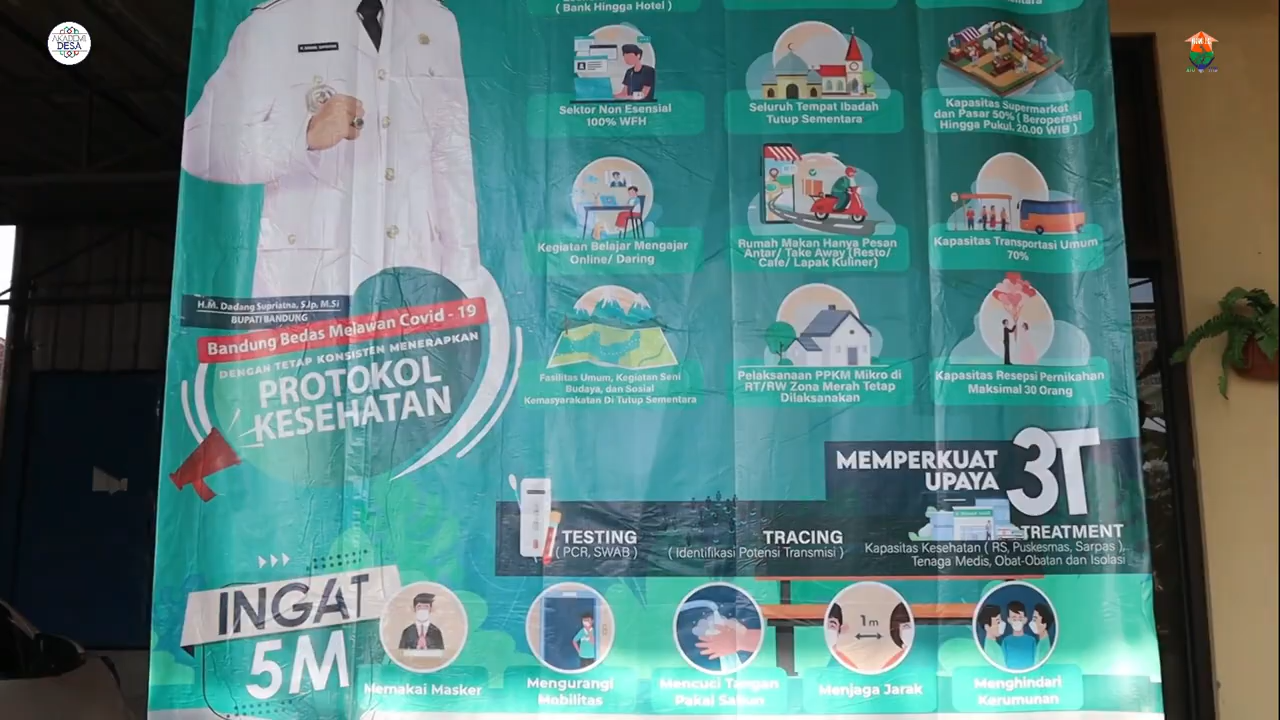 AKADEMI
DESA
( Bank Hingga Hotel )
Sektor Non Esensial
100% WFH
Seluruh Tempat Ibadah
Tutup Sementara
Kapasitas Supermarket
dan Pasar 50% ( Beroperasi
Hingga Pukul. 20.00 WIB )
Kegiatan Belajar Mengajar
Online/ Daring
Rumah Makan Hanya Pesan
Antar/ Take Away (Resto/
Cafe/ Lapak Kuliner)
Kapasitas Transportasi Umum
70%
Fasilitas Umum, Kegiatan Seni
Budaya, dan Sosial
Kemasyarakatan Di Tutup Sementara
Pelaksanaan PPKM Mikro di
RT/RW Zona Merah Tetap
Dilaksanakan
Kapasitas Resepsi Pernikahan
Maksimal 30 Orang
H.M. Dadang Supriatna, S.Ip, M.Si
BUPATI BANDUNG
Bandung Bedas Melawan Covid - 19
DENGAN TETAP KONSISTEN MENERAPKAN
PROTOKOL
KESEHATAN
MEMPERKUAT
UPAYA
3T
TESTING
( PCR, SWAB )
TRACING
( Identifikasi Potensi Transmisi )
TREATMENT
Kapasitas Kesehatan ( RS, Puskesmas, Sarpas ),
Tenaga Medis, Obat-Obatan dan Isolasi
INGAT
5M
1m
Memakai Masker
Mengurangi
Mobilitas
Mencuci Tangan
Pakai Sabun
Menjaga Jarak
Menghindari
Kerumunan